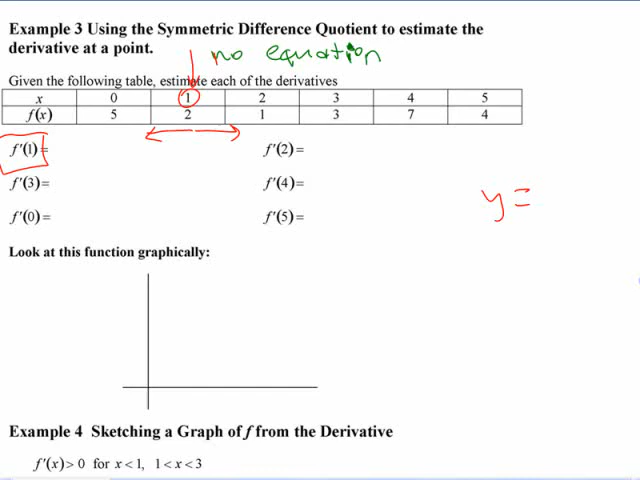 Example 3 Using the Symmetric Difference Quotient to estimate the
derivative at a point.
no equation
Given the following table, estimate each of the derivatives
x 0 1 2 3 4 5
f(x) 5 2 1 3 7 4
f'(1)= f'(2)=
f'(3)= f'(4)=
y=
f'(0)= f'(5)=
Look at this function graphically:
Example 4 Sketching a Graph of f from the Derivative
f'(x)>0 for x<1, 1<x<3